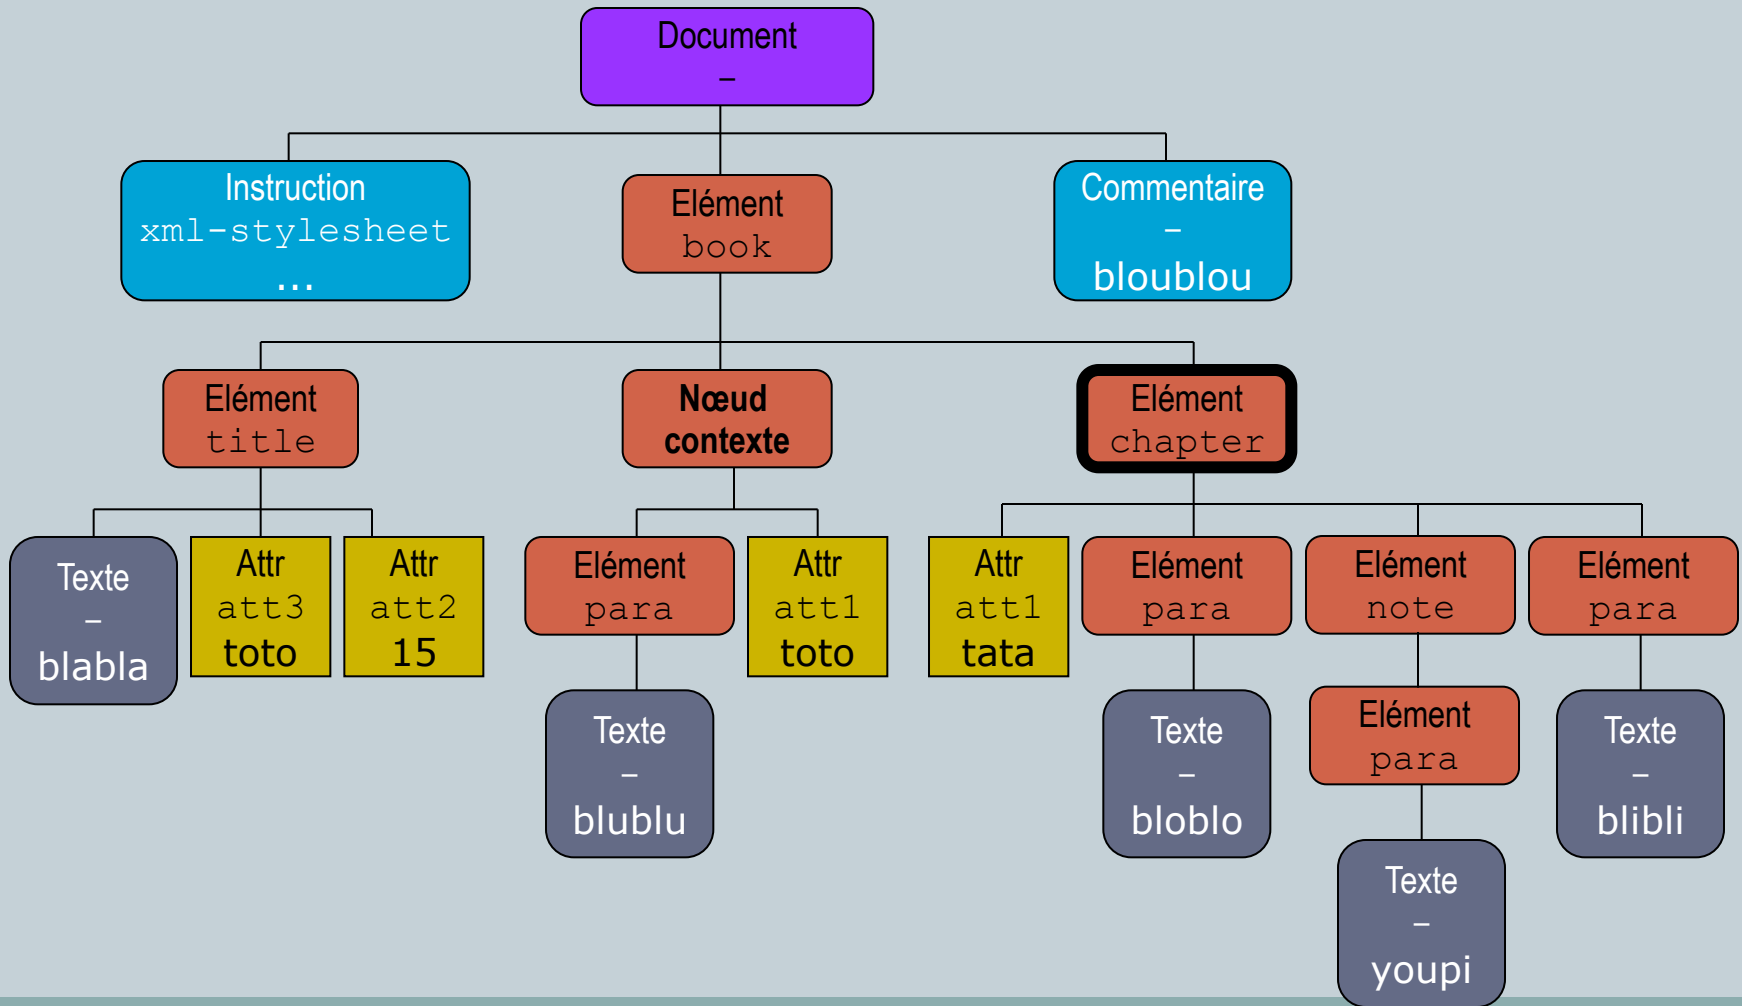 Document
–
Instruction
xml-stylesheet
...
Elément
book
Commentaire
–
bloublou
Elément
title
Nœud
contexte
Elément
chapter
Texte
–
blabla
Attr
att3
toto
Attr
att2
15
Elément
para
Attr
att1
toto
Attr
att1
tata
Elément
para
Elément
note
Elément
para
Texte
–
blublu
Texte
–
bloblo
Elément
para
Texte
–
blibli
Texte
–
youpi